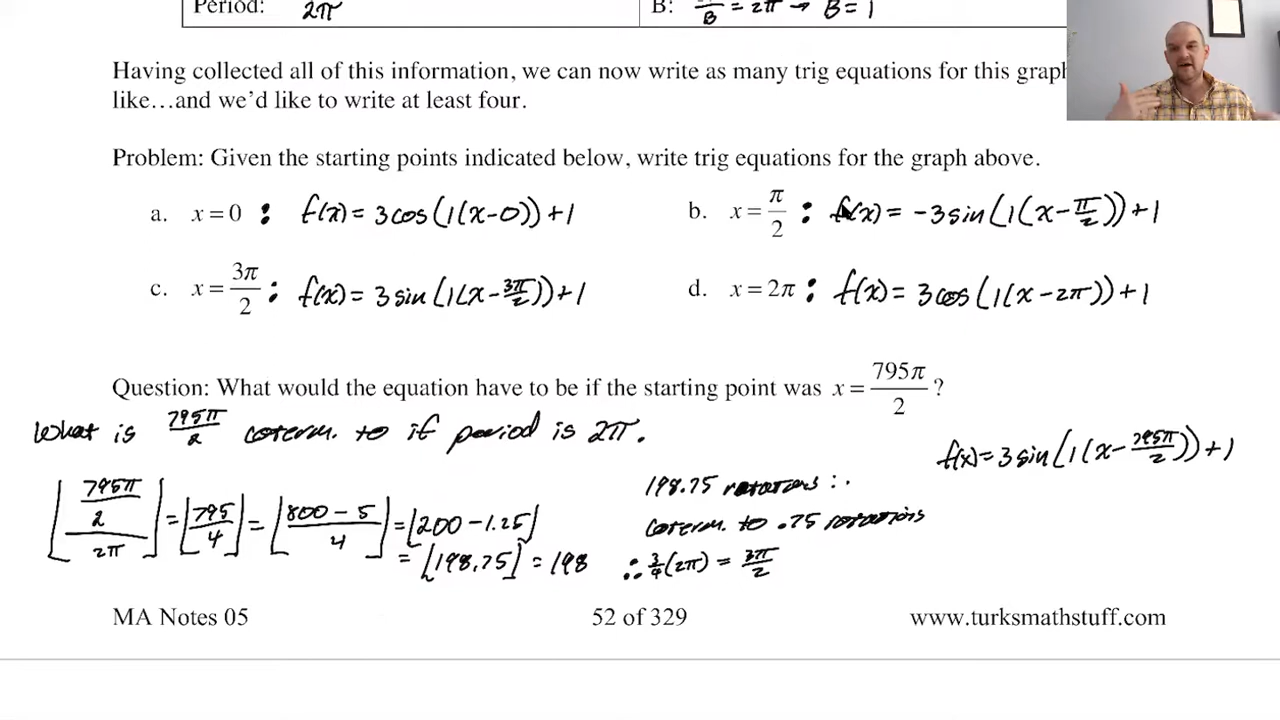 Period: 2π B: 2π/B = 2π → B = 1
Having collected all of this information, we can now write as many trig equations for this graph
like…and we'd like to write at least four.
Problem: Given the starting points indicated below, write trig equations for the graph above.
a. x = 0 : f(x) = 3cos(1(x-0))+1 b. x = π/2 : f(x) = -3sin(1(x-π/2))+1
c. x = 3π/2 : f(x) = 3sin(1(x-3π/2))+1 d. x = 2π : f(x) = 3cos(1(x-2π))+1
Question: What would the equation have to be if the starting point was x = 795π/2 ?
What is 795π/2 coterm. to if period is 2π.
f(x) = 3sin(1(x-795π/2))+1
⌊(795π/2)/2π⌋ = ⌊795/4⌋ = ⌊(800-5)/4⌋ = ⌊200-1.25⌋
= ⌊198.75⌋ = 198
198.75 rotations ∴
coterm. to .75 rotations
∴ 3/4(2π) = 3π/2
MA Notes 05 52 of 329 www.turksmathstuff.com